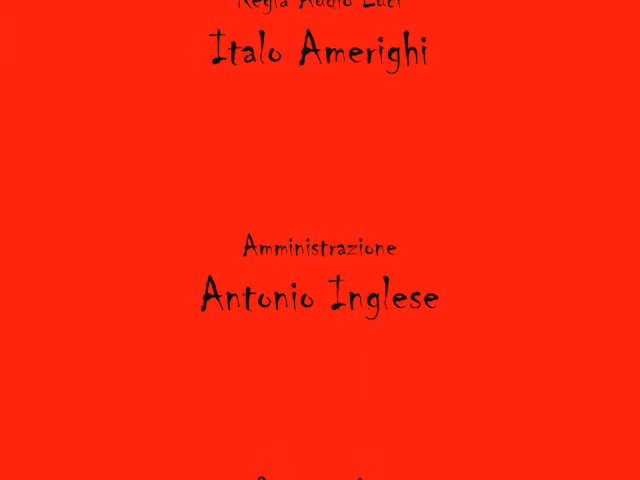 Regia Audio Luci
Italo Amerighi
Amministrazione
Antonio Inglese